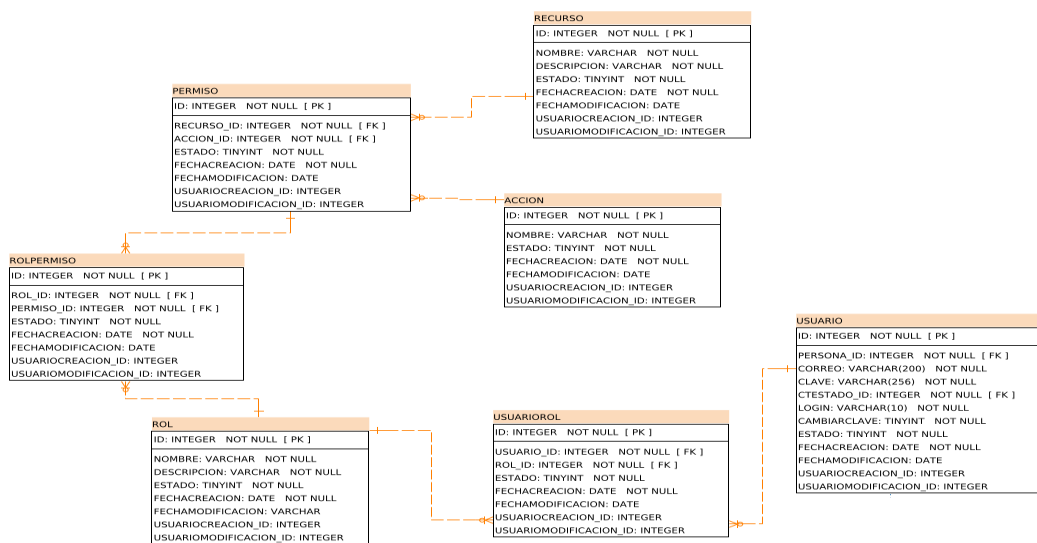 RECURSO
ID: INTEGER NOT NULL [ PK ]
NOMBRE: VARCHAR NOT NULL
DESCRIPCION: VARCHAR NOT NULL
ESTADO: TINYINT NOT NULL
FECHACREACION: DATE NOT NULL
FECHAMODIFICACION: DATE
USUARIOCREACION_ID: INTEGER
USUARIOMODIFICACION_ID: INTEGER
PERMISO
ID: INTEGER NOT NULL [ PK ]
RECURSO_ID: INTEGER NOT NULL [ FK ]
ACCION_ID: INTEGER NOT NULL [ FK ]
ESTADO: TINYINT NOT NULL
FECHACREACION: DATE NOT NULL
FECHAMODIFICACION: DATE
USUARIOCREACION_ID: INTEGER
USUARIOMODIFICACION_ID: INTEGER
ACCION
ID: INTEGER NOT NULL [ PK ]
NOMBRE: VARCHAR NOT NULL
ESTADO: TINYINT NOT NULL
FECHACREACION: DATE NOT NULL
FECHAMODIFICACION: DATE
USUARIOCREACION_ID: INTEGER
USUARIOMODIFICACION_ID: INTEGER
ROLPERMISO
ID: INTEGER NOT NULL [ PK ]
ROL_ID: INTEGER NOT NULL [ FK ]
PERMISO_ID: INTEGER NOT NULL [ FK ]
ESTADO: TINYINT NOT NULL
FECHACREACION: DATE NOT NULL
FECHAMODIFICACION: DATE
USUARIOCREACION_ID: INTEGER
USUARIOMODIFICACION_ID: INTEGER
USUARIO
ID: INTEGER NOT NULL [ PK ]
PERSONA_ID: INTEGER NOT NULL [ FK ]
CORREO: VARCHAR(200) NOT NULL
CLAVE: VARCHAR(256) NOT NULL
CTESTADO_ID: INTEGER NOT NULL [ FK ]
LOGIN: VARCHAR(10) NOT NULL
CAMBIARCLAVE: TINYINT NOT NULL
ESTADO: TINYINT NOT NULL
FECHACREACION: DATE NOT NULL
FECHAMODIFICACION: DATE
USUARIOCREACION_ID: INTEGER
USUARIOMODIFICACION_ID: INTEGER
ROL
ID: INTEGER NOT NULL [ PK ]
NOMBRE: VARCHAR NOT NULL
DESCRIPCION: VARCHAR NOT NULL
ESTADO: TINYINT NOT NULL
FECHACREACION: DATE NOT NULL
FECHAMODIFICACION: VARCHAR
USUARIOCREACION_ID: INTEGER
USUARIOMODIFICACION_ID: INTEGER
USUARIOROL
ID: INTEGER NOT NULL [ PK ]
USUARIO_ID: INTEGER NOT NULL [ FK ]
ROL_ID: INTEGER NOT NULL [ FK ]
ESTADO: TINYINT NOT NULL
FECHACREACION: DATE NOT NULL
FECHAMODIFICACION: DATE
USUARIOCREACION_ID: INTEGER
USUARIOMODIFICACION_ID: INTEGER